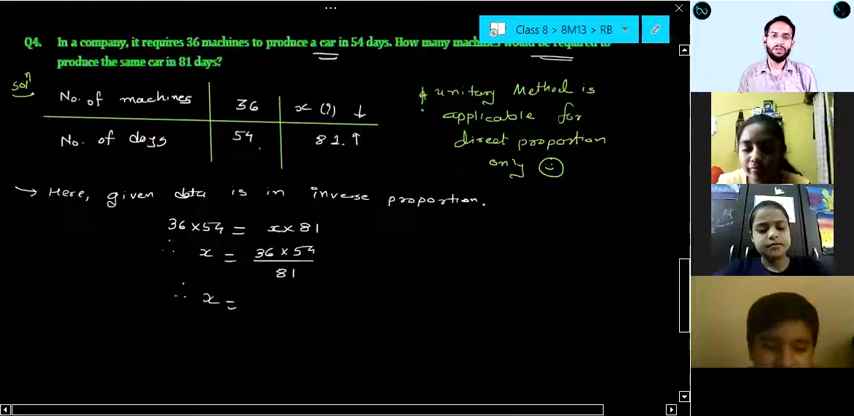 ...
Class 8 > 8M13 > RB
Q4. In a company, it requires 36 machines to produce a car in 54 days. How many machines would be required to
produce the same car in 81 days?
Solⁿ
No. of machines 36 x (?) ↓
No. of days 54. 81. ↑
* unitary Method is
applicable for
direct proportion
only ☺
→ Here, given data is in inverse proportion.
36 × 54 = x × 81
∴ x = 36 × 54 / 81
∴ x =